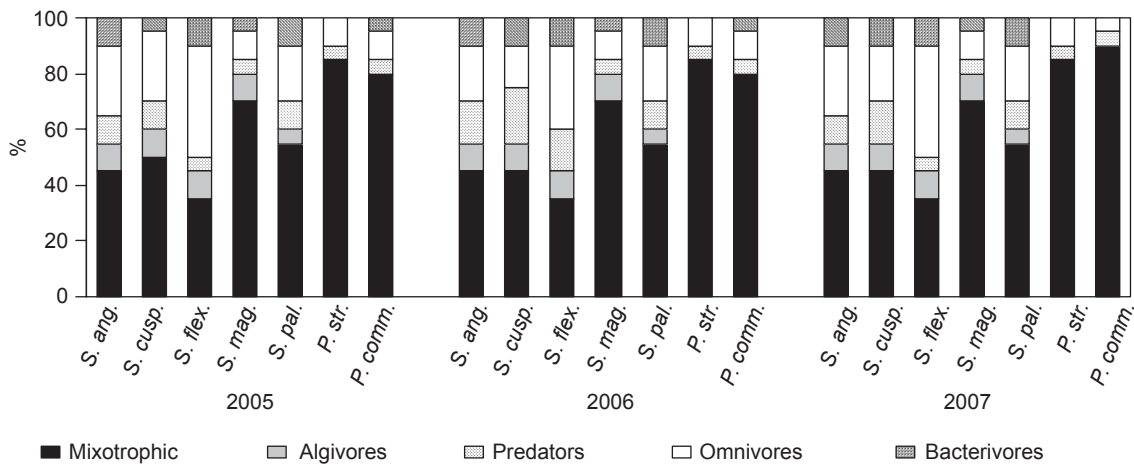 100
80
60
40
20
0
%
S. ang.
S. cusp.
S. flex.
S. mag.
S. pal.
P. str.
P. comm.
S. ang.
S. cusp.
S. flex.
S. mag.
S. pal.
P. str.
P. comm.
S. ang.
S. cusp.
S. flex.
S. mag.
S. pal.
P. str.
P. comm.
2005 2006 2007
Mixotrophic Algivores Predators Omnivores Bacterivores